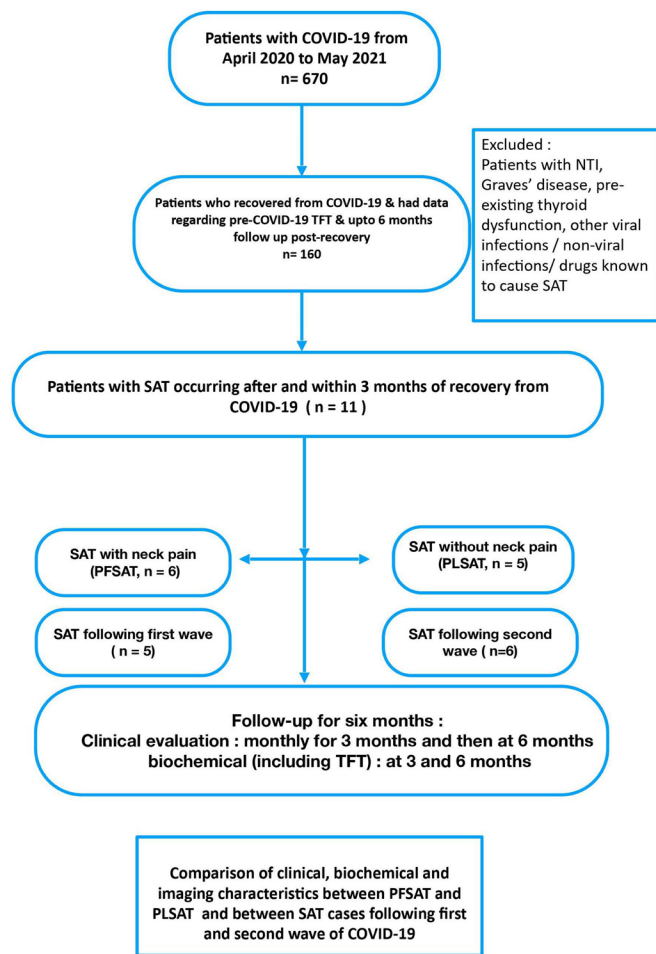 Patients with COVID-19 from
April 2020 to May 2021
n= 670
Excluded :
Patients with NTI,
Graves’ disease, pre-
existing thyroid
dysfunction, other viral
infections / non-viral
infections/ drugs known
to cause SAT
Patients who recovered from COVID-19 & had data
regarding pre-COVID-19 TFT & upto 6 months
follow up post-recovery
n= 160
Patients with SAT occurring after and within 3 months of recovery from
COVID-19 ( n = 11 )
SAT with neck pain
(PFSAT, n = 6)
SAT without neck pain
(PLSAT, n = 5)
SAT following first wave
( n = 5)
SAT following second
wave ( n=6)
Follow-up for six months :
Clinical evaluation : monthly for 3 months and then at 6 months
biochemical (including TFT) : at 3 and 6 months
Comparison of clinical, biochemical and
imaging characteristics between PFSAT and
PLSAT and between SAT cases following first
and second wave of COVID-19